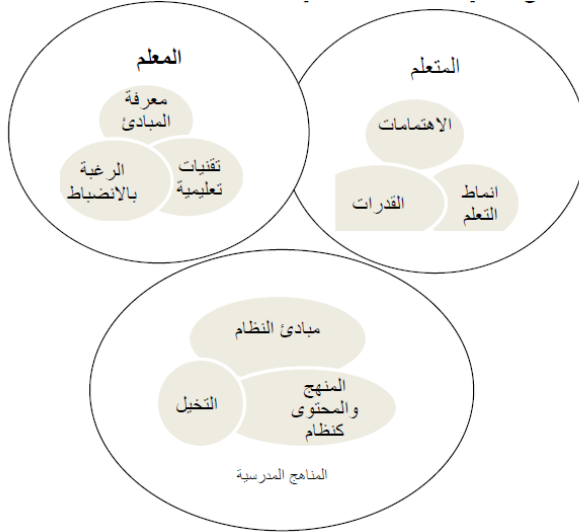 المعلم
معرفة
المبادئ
تقنيات
تعليمية
الرغبة
بالانضباط
المتعلم
الاهتمامات
انماط
التعلم
القدرات
مبادئ النظام
المنهج
والمحتوى
كنظام
التخيل
المناهج المدرسية